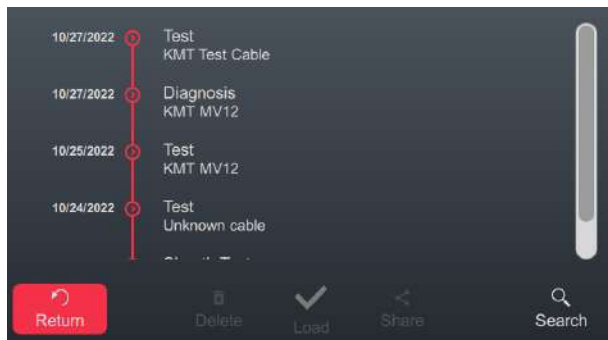 10/27/2022 Test
KMT Test Cable
10/27/2022 Diagnosis
KMT MV12
10/25/2022 Test
KMT MV12
10/24/2022 Test
Unknown cable
Return
Delete
Load
Share
Search